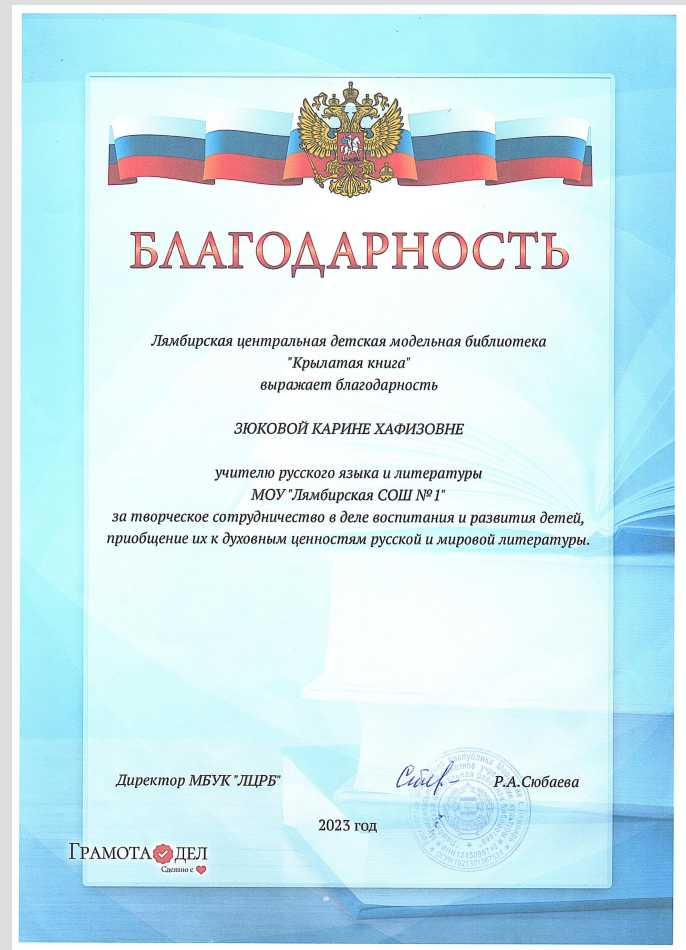 БЛАГОДАРНОСТЬ
Лямбирская центральная детская модельная библиотека
"Крылатая книга"
выражает благодарность
ЗЮКОВОЙ КАРИНЕ ХАФИЗОВНЕ
учителю русского языка и литературы
МОУ "Лямбирская СОШ №1"
за творческое сотрудничество в деле воспитания и развития детей,
приобщение их к духовным ценностям русской и мировой литературы.
Директор МБУК "ЛЦРБ" Р.А.Сюбаева
2023 год
ГРАМОТАДЕЛ
Сделано с